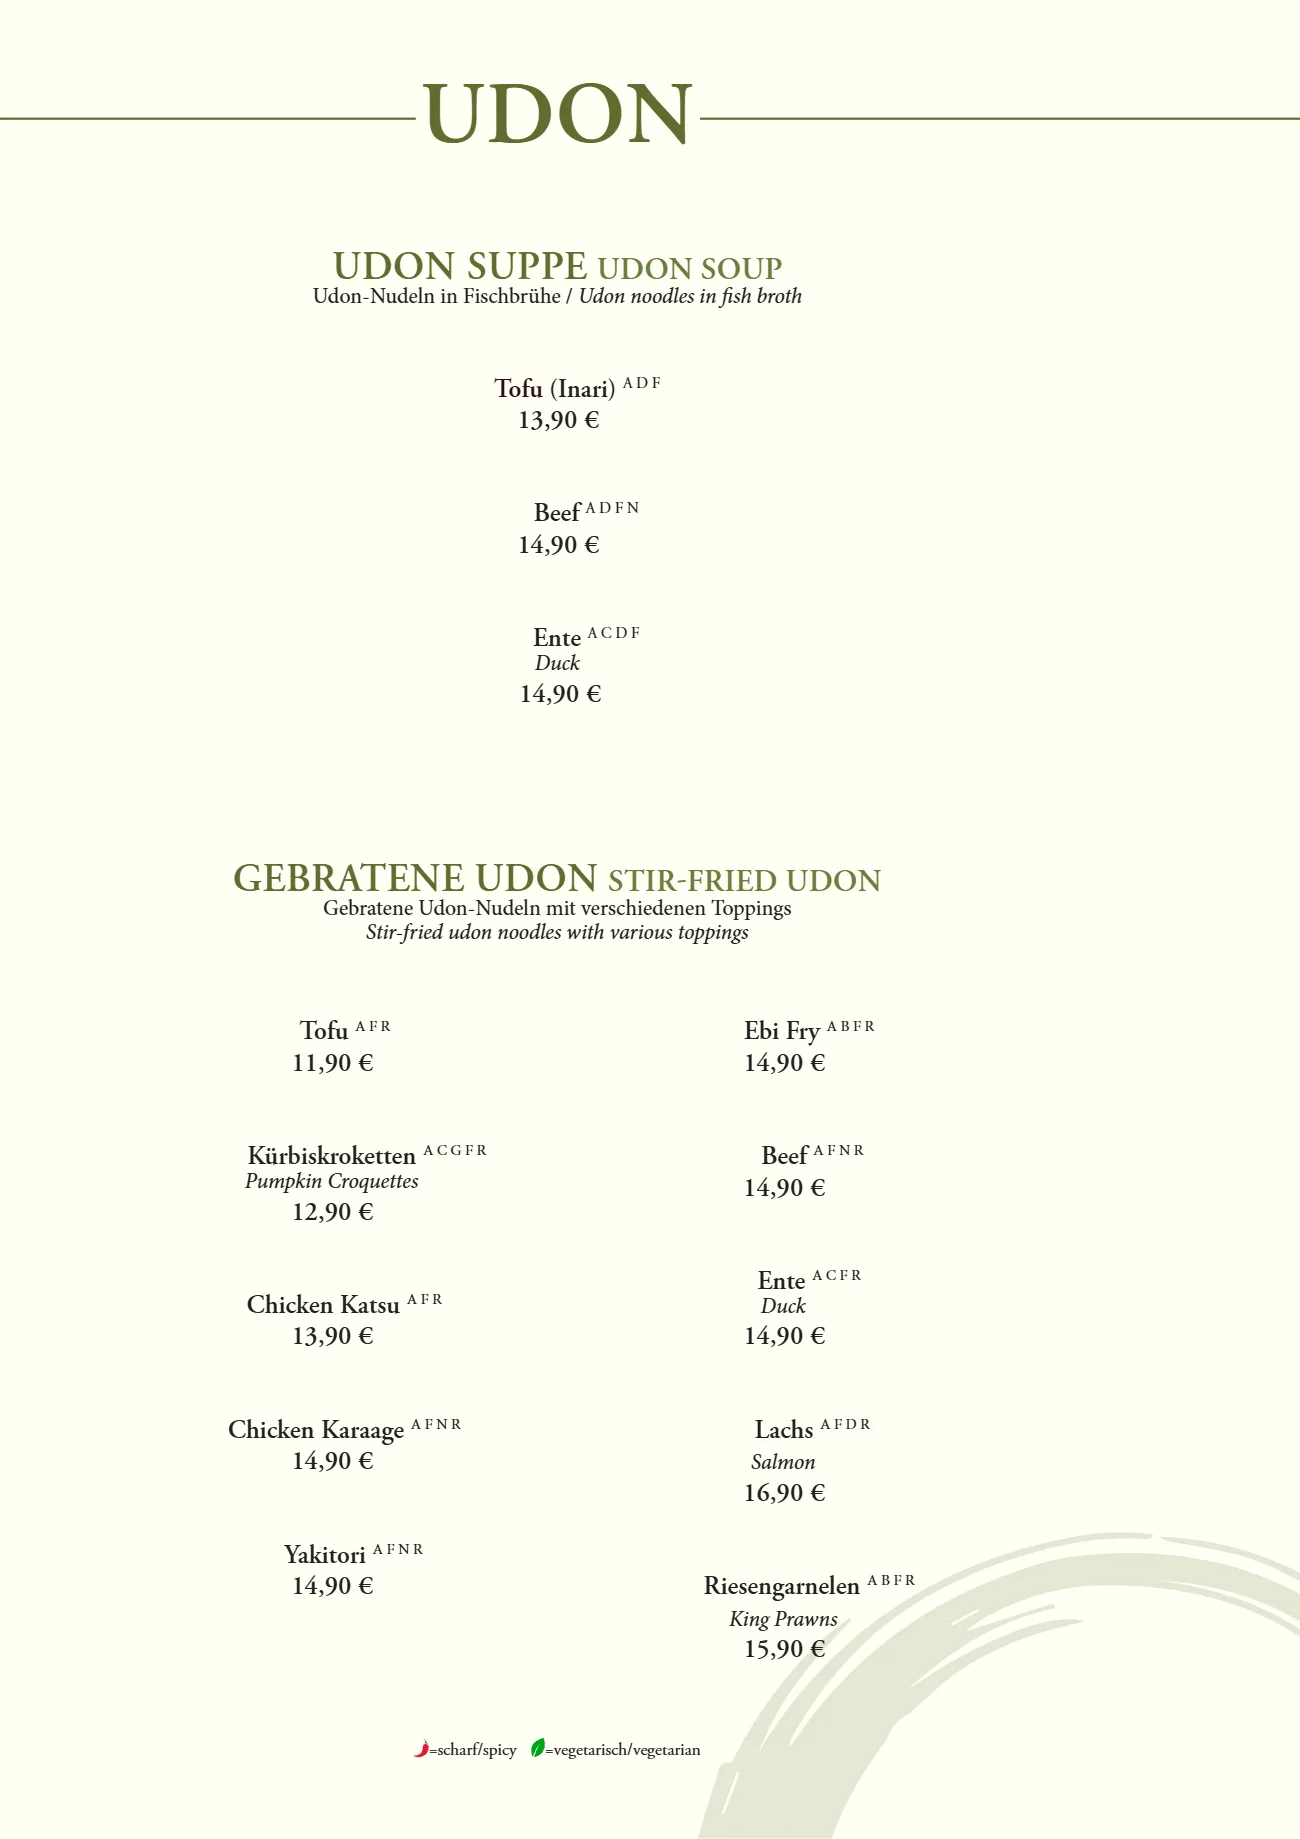 UDON
UDON SUPPE UDON SOUP
Udon-Nudeln in Fischbrühe / Udon noodles in fish broth
Tofu (Inari) A D F
13,90 €
Beef A D F N
14,90 €
Ente A C D F
Duck
14,90 €
GEBRATENE UDON STIR-FRIED UDON
Gebratene Udon-Nudeln mit verschiedenen Toppings
Stir-fried udon noodles with various toppings
Tofu A F R
11,90 €
Kürbiskroketten A C G F R
Pumpkin Croquettes
12,90 €
Chicken Katsu A F R
13,90 €
Chicken Karaage A F N R
14,90 €
Yakitori A F N R
14,90 €
Ebi Fry A B F R
14,90 €
Beef A F N R
14,90 €
Ente A C F R
Duck
14,90 €
Lachs A F D R
Salmon
16,90 €
Riesengarnelen A B F R
King Prawns
15,90 €
=scharf/spicy =vegetarisch/vegetarian